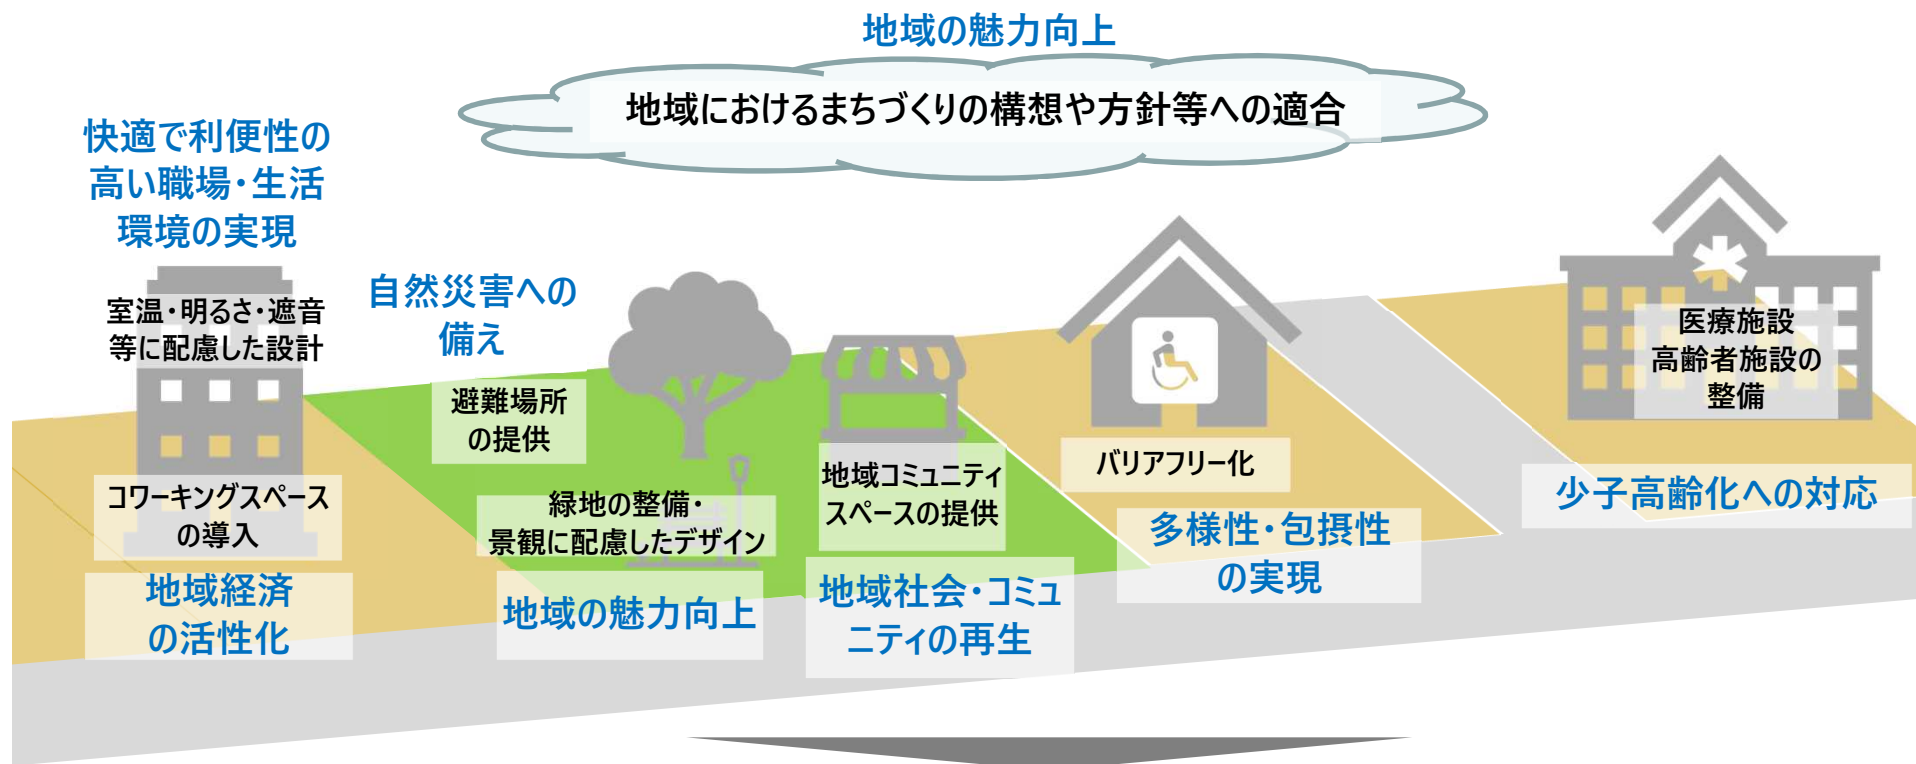 地域の魅力向上
地域におけるまちづくりの構想や方針等への適合
快適で利便性の
高い職場・生活
環境の実現
室温・明るさ・遮音
等に配慮した設計
コワーキングスペース
の導入
地域経済
の活性化
自然災害への
備え
避難場所
の提供
緑地の整備・
景観に配慮したデザイン
地域の魅力向上
地域コミュニティ
スペースの提供
地域社会・コミュ
ニティの再生
バリアフリー化
多様性・包摂性
の実現
医療施設
高齢者施設の
整備
少子高齢化への対応